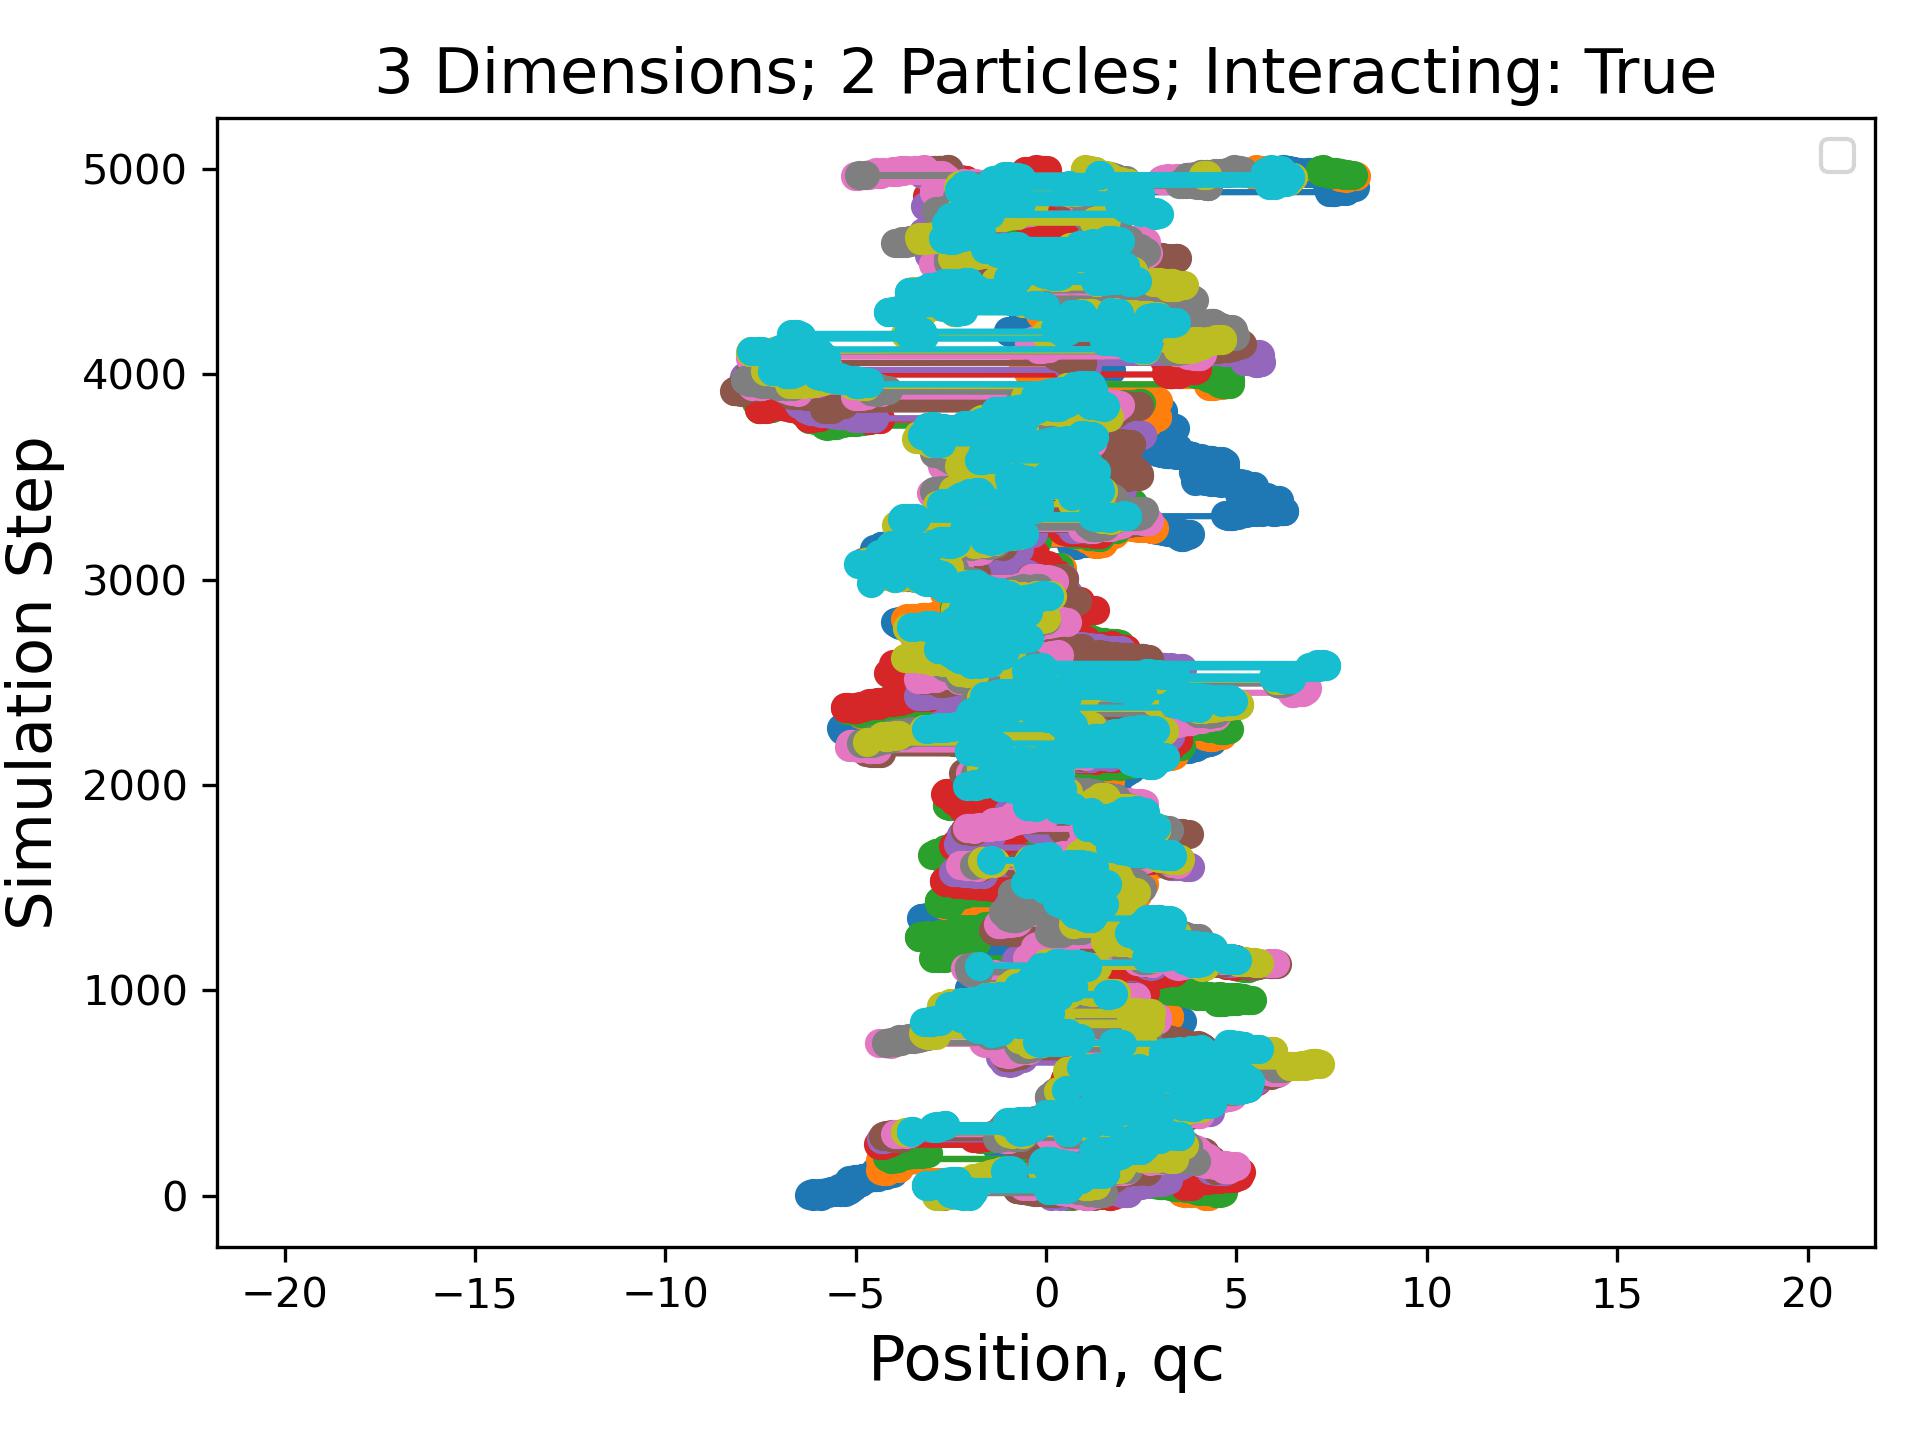 3 Dimensions; 2 Particles; Interacting: True
5000
4000
3000
2000
1000
0
Simulation Step
−20 −15 −10 −5 0 5 10 15 20
Position, qc